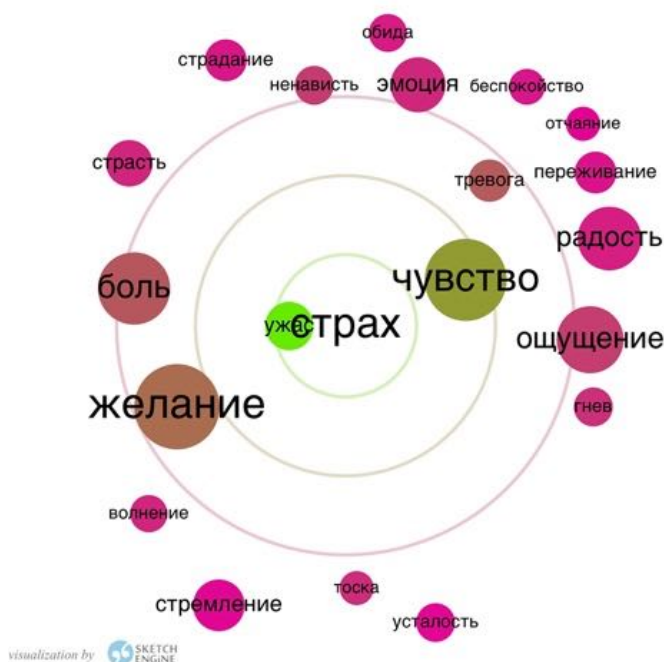 обида
страдание
ненависть
эмоция
беспокойство
отчаяние
страсть
тревога
переживание
радость
чувство
боль
ужас
страх
ощущение
желание
гнев
волнение
тоска
стремление
усталость
visualization by SKETCH
ENGINE